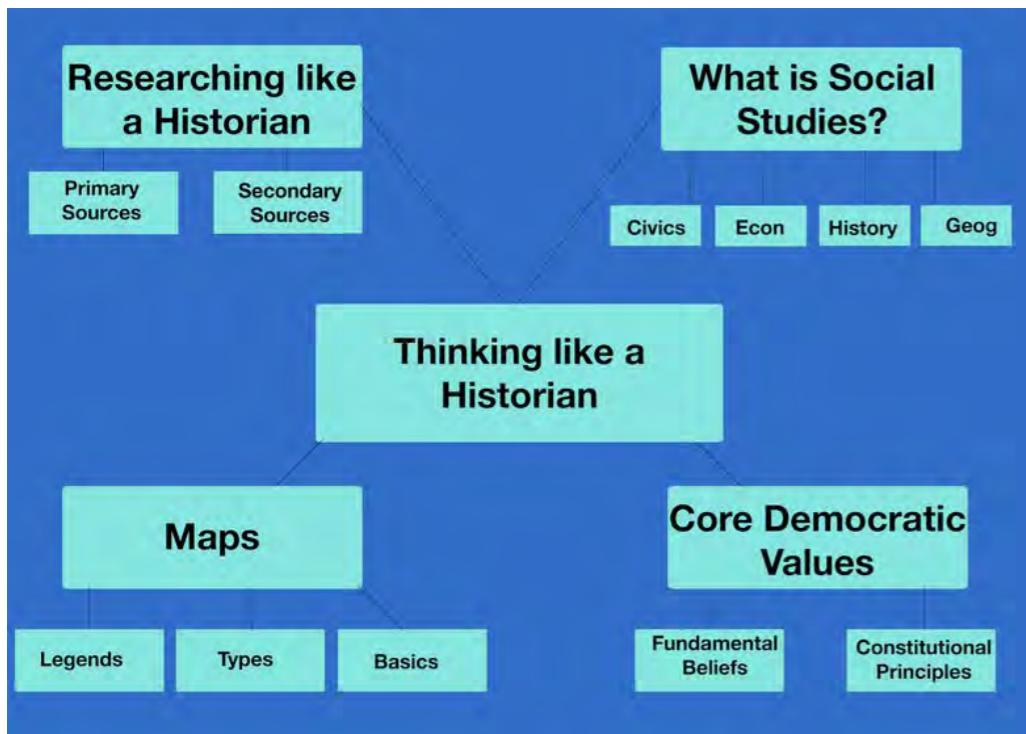 Researching like
a Historian
Primary
Sources
Secondary
Sources
What is Social
Studies?
Civics
Econ
History
Geog
Thinking like a
Historian
Maps
Legends
Types
Basics
Core Democratic
Values
Fundamental
Beliefs
Constitutional
Principles